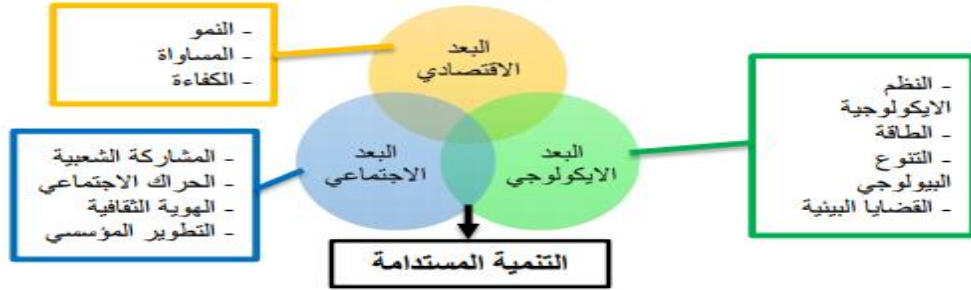 - النمو
- المساواة
- الكفاءة
البعد
الاقتصادي
- النظم
الايكولوجية
- الطاقة
- التنوع
البيولوجي
- القضايا البيئية
البعد
الايكولوجي
البعد
الاجتماعي
- المشاركة الشعبية
- الحراك الاجتماعي
- الهوية الثقافية
- التطوير المؤسسي
التنمية المستدامة